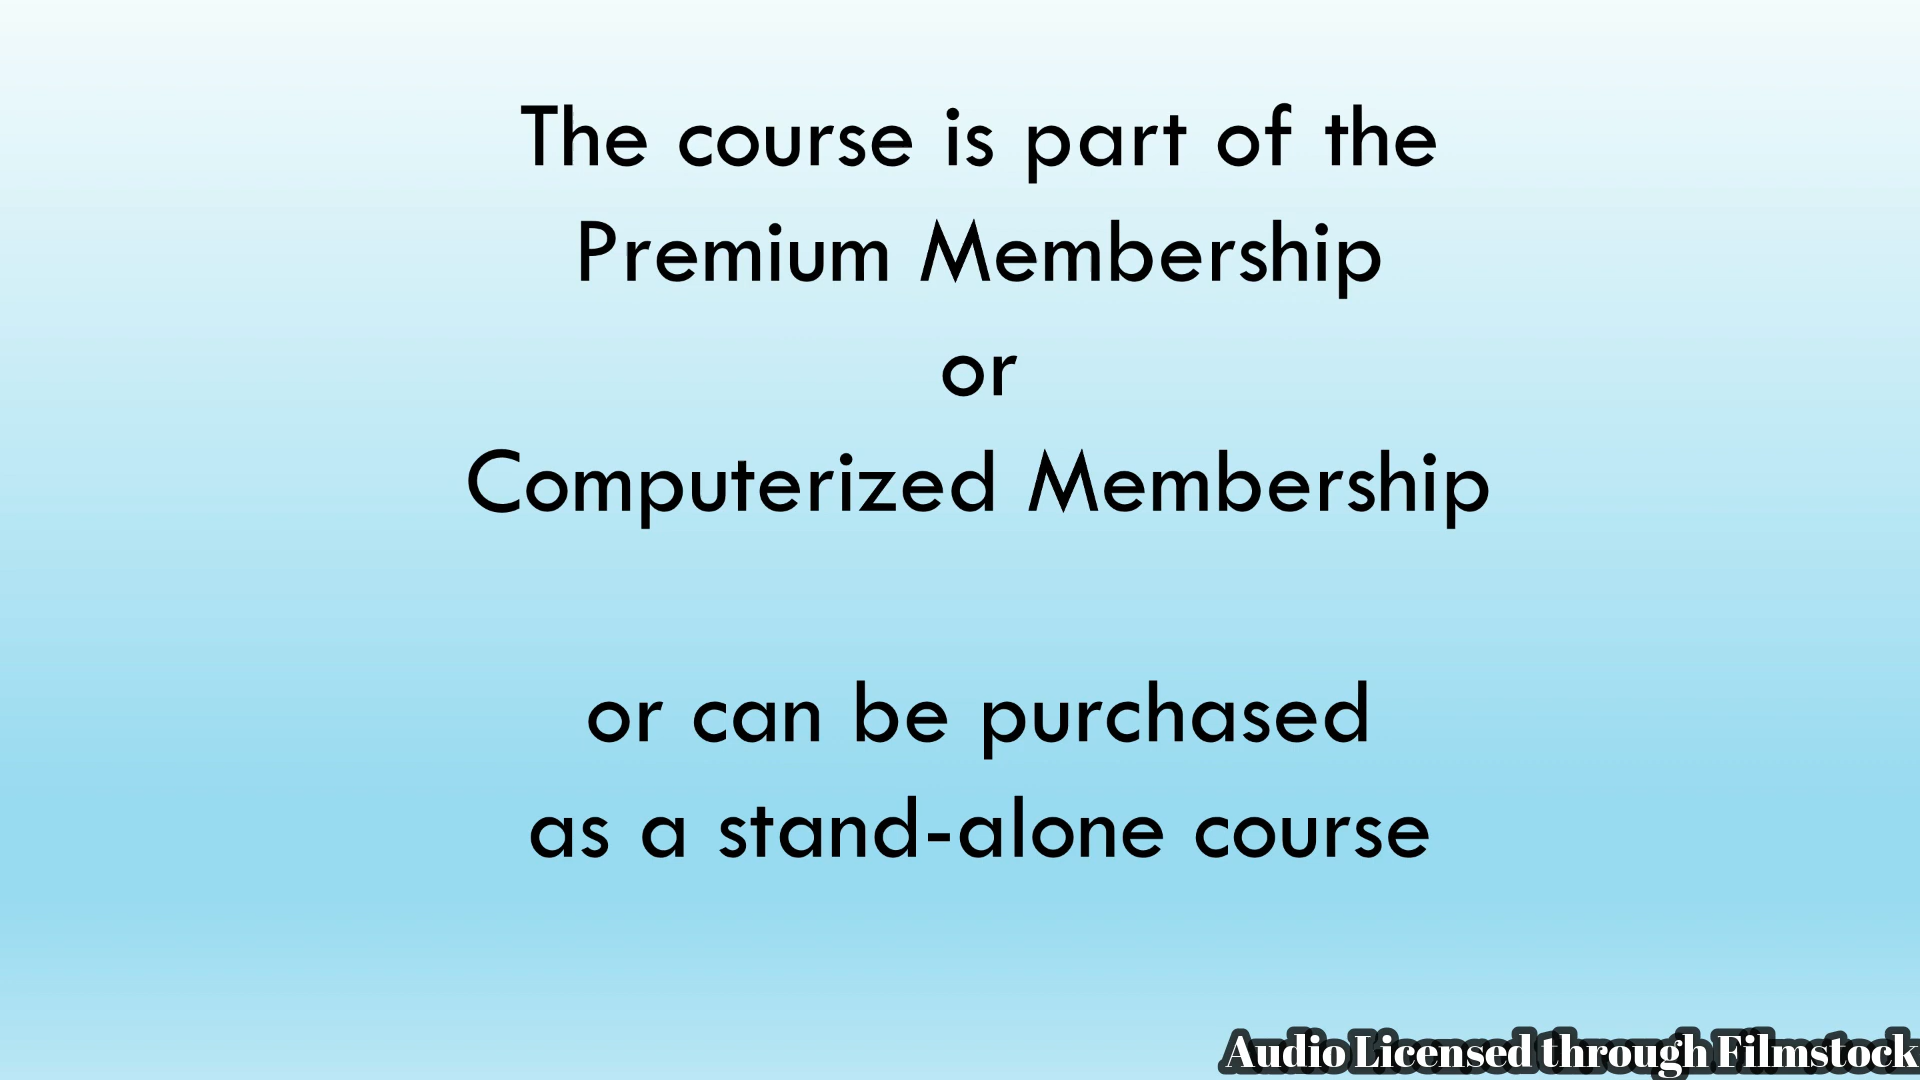 The course is part of the
Premium Membership
or
Computerized Membership
or can be purchased
as a stand-alone course
Audio Licensed through Filmstock